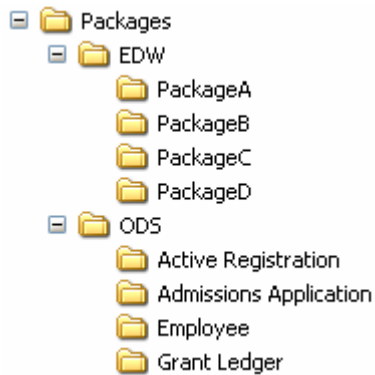 Packages
EDW
PackageA
PackageB
PackageC
PackageD
ODS
Active Registration
Admissions Application
Employee
Grant Ledger